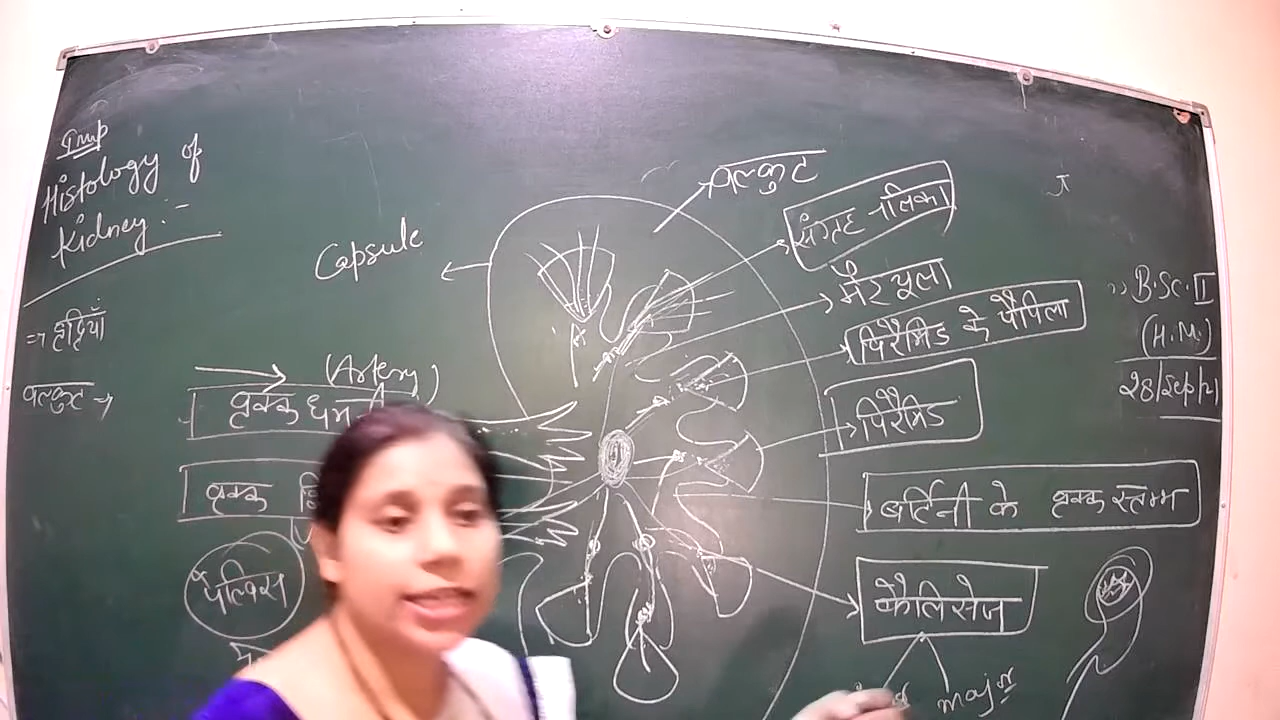 Imp
Histology of
Kidney :-
⇒ हट्टियाँ
वल्कुट →
Capsule
(Artery)
वृक्क धमनी
वृक्क
पेल्विस
वल्कुट
संग्रह नलिका
मैड्यूला
पिरैमिड के पैपिला
पिरैमिड
बर्टिनी के वृक्क स्तम्भ
कैलिसेज
major
B.Sc. II
(H.M.)
28/Sep/21